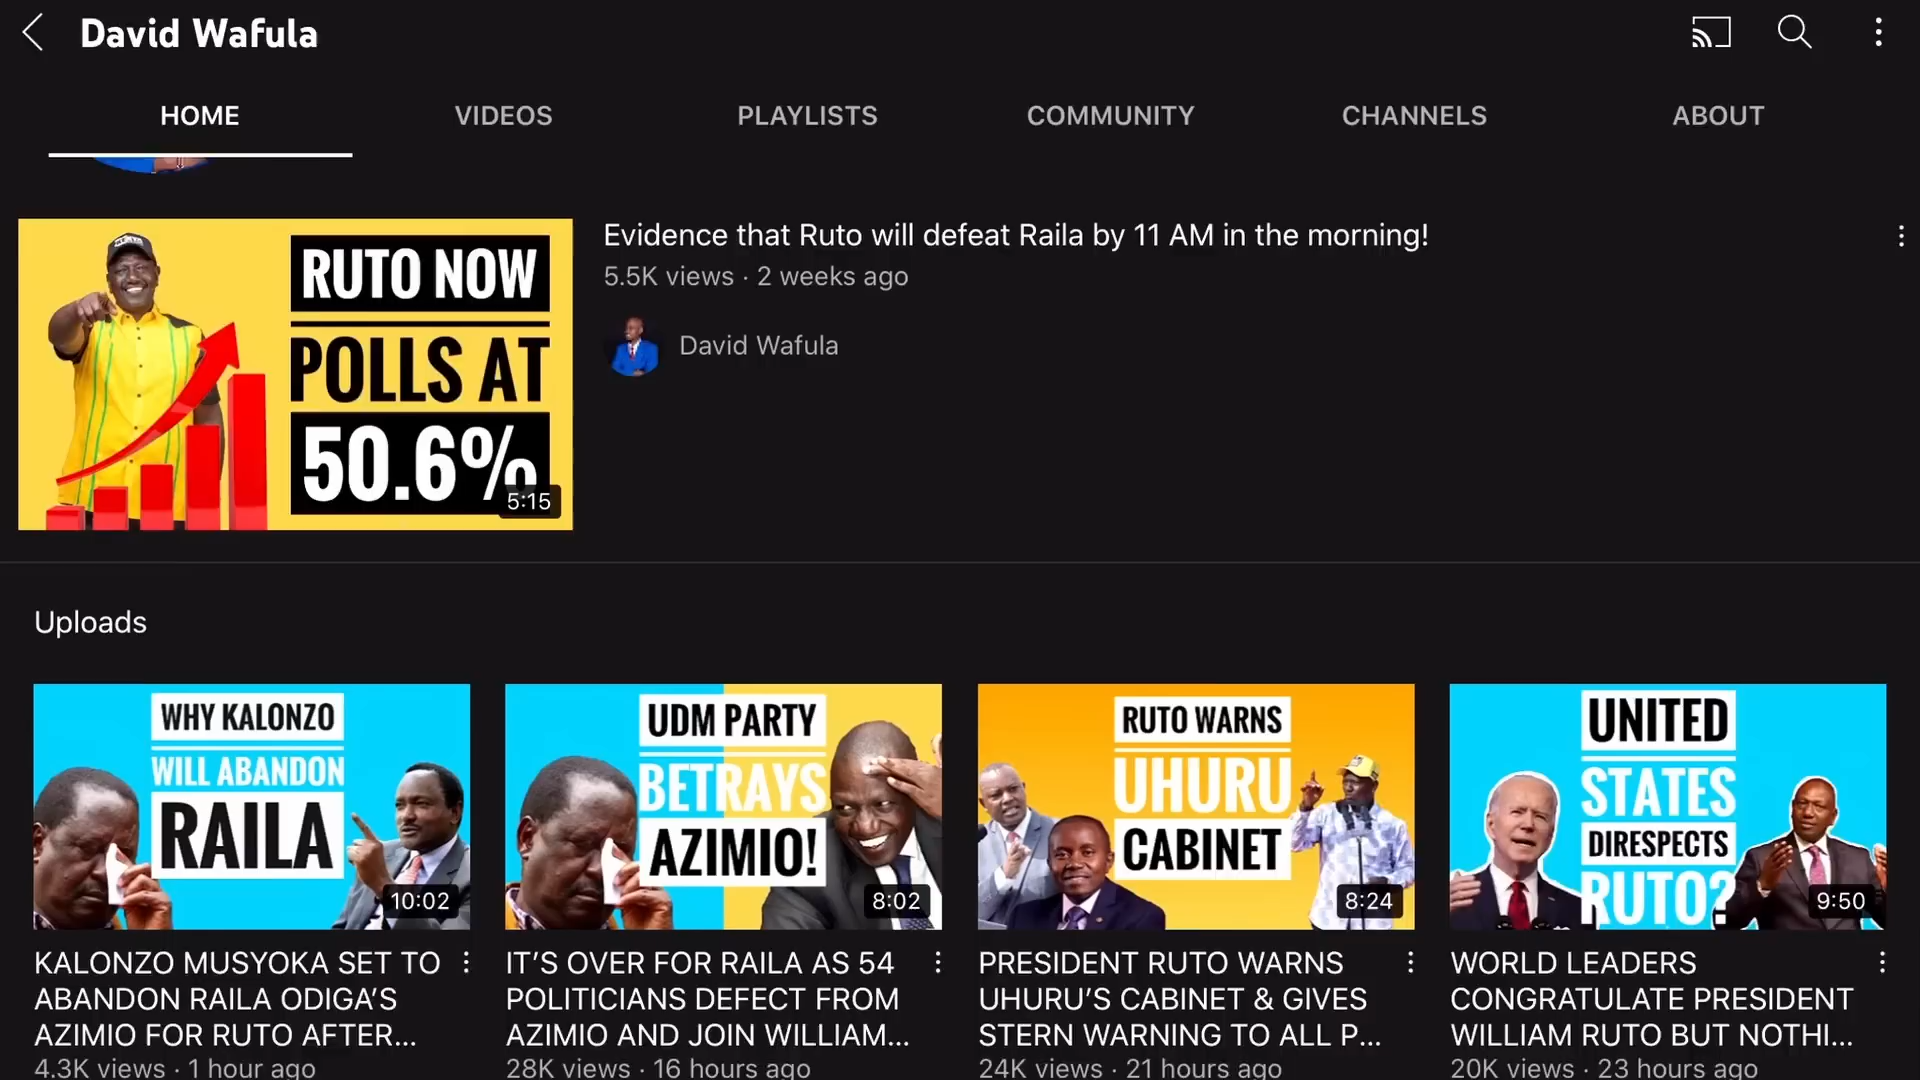 David Wafula
HOME
VIDEOS
PLAYLISTS
COMMUNITY
CHANNELS
ABOUT
RUTO NOW
POLLS AT
50.6%
5:15
Evidence that Ruto will defeat Raila by 11 AM in the morning!
5.5K views · 2 weeks ago
David Wafula
Uploads
WHY KALONZO
WILL ABANDON
RAILA
10:02
KALONZO MUSYOKA SET TO
ABANDON RAILA ODIGA'S
AZIMIO FOR RUTO AFTER...
4.3K views · 1 hour ago
UDM PARTY
BETRAYS
AZIMIO!
8:02
IT'S OVER FOR RAILA AS 54
POLITICIANS DEFECT FROM
AZIMIO AND JOIN WILLIAM...
28K views · 16 hours ago
RUTO WARNS
UHURU
CABINET
8:24
PRESIDENT RUTO WARNS
UHURU'S CABINET & GIVES
STERN WARNING TO ALL P...
24K views · 21 hours ago
UNITED
STATES
DIRESPECTS
RUTO?
9:50
WORLD LEADERS
CONGRATULATE PRESIDENT
WILLIAM RUTO BUT NOTHI...
20K views · 23 hours ago